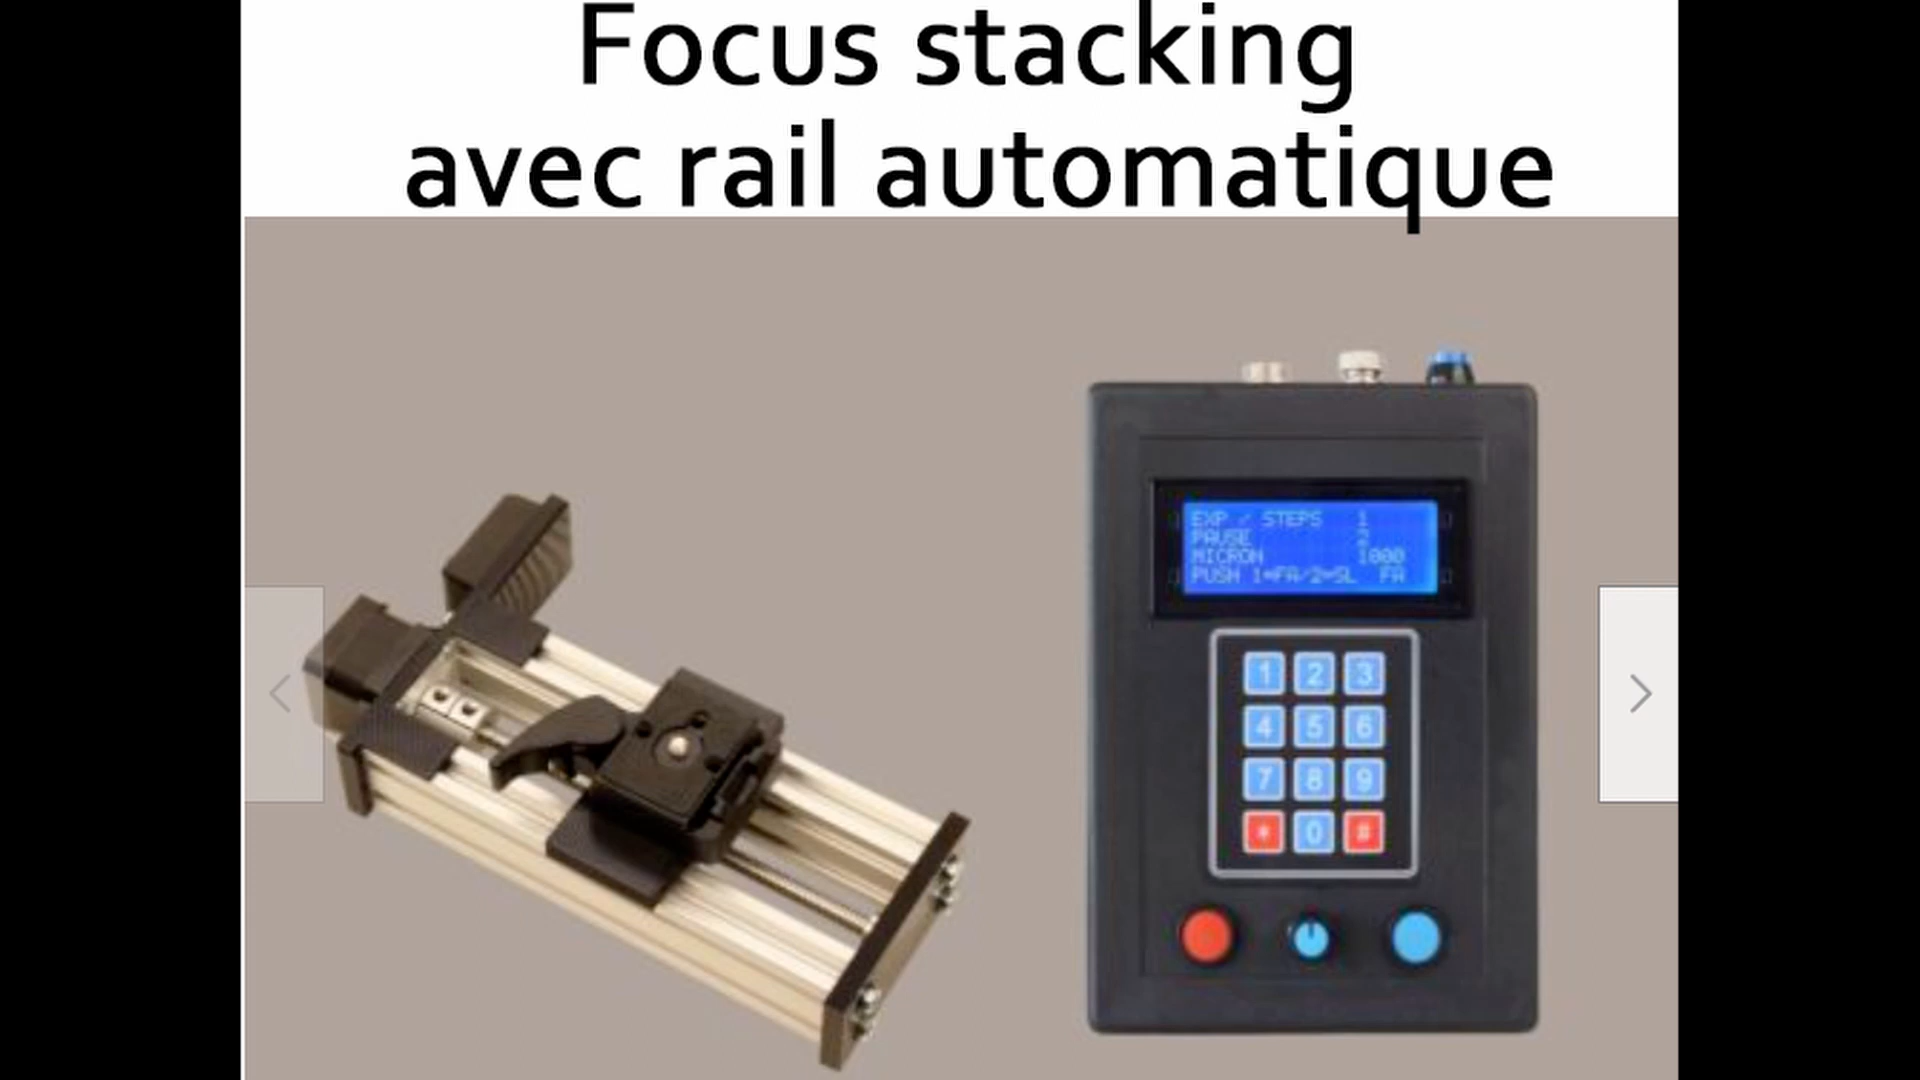 Focus stacking
avec rail automatique
EXP / STEPS 1
PAUSE 2
MICRON 1000
PUSH 1=FA/2=SL FA
1 2 3
4 5 6
7 8 9
* 0 #